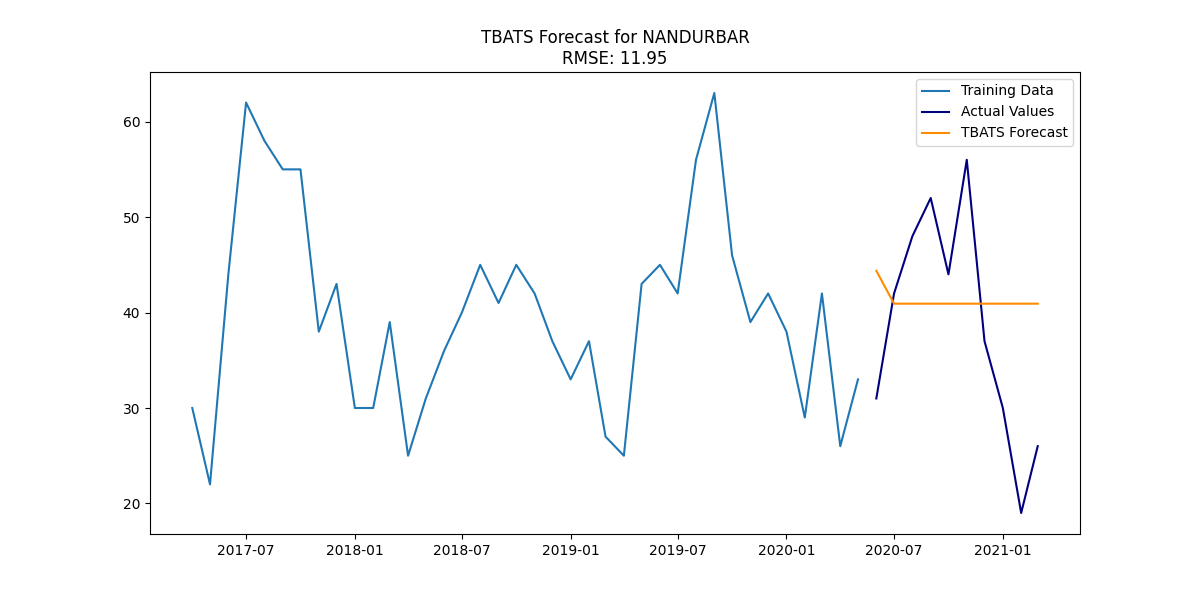 TBATS Forecast for NANDURBAR
RMSE: 11.95
Training Data
Actual Values
TBATS Forecast
60
50
40
30
20
2017-07 2018-01 2018-07 2019-01 2019-07 2020-01 2020-07 2021-01